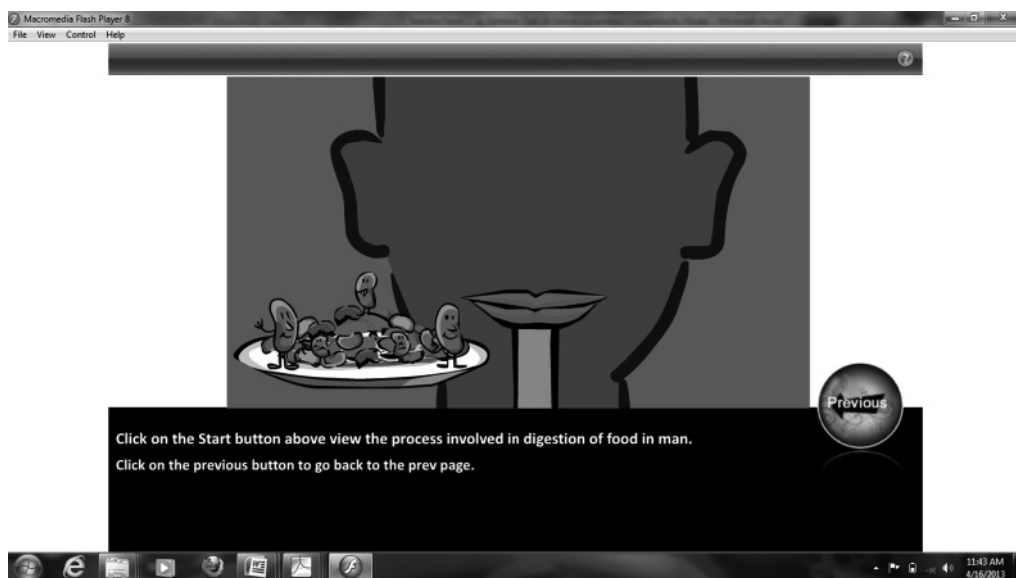 Macromedia Flash Player 8
File View Control Help
Previous
Click on the Start button above view the process involved in digestion of food in man.
Click on the previous button to go back to the prev page.
11:43 AM
4/16/2013